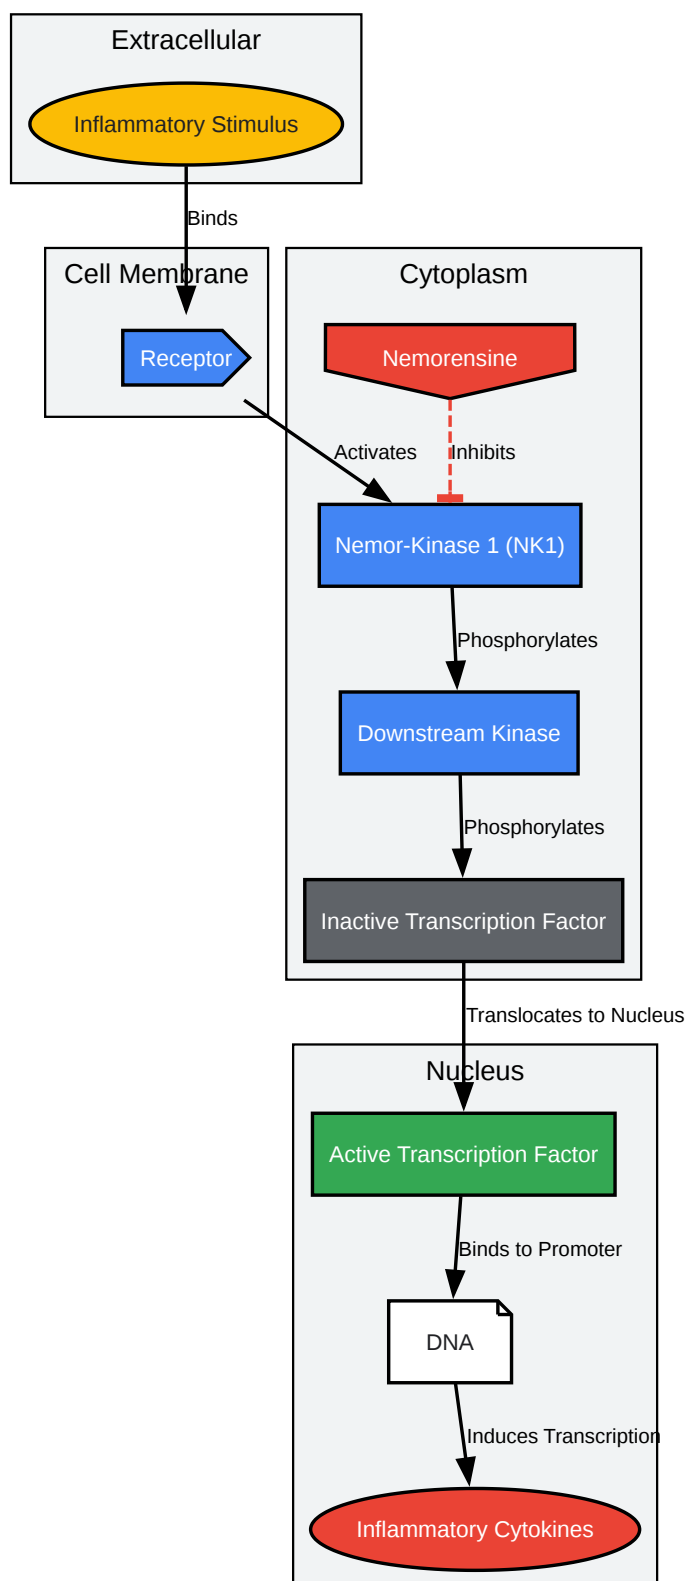 Extracellular
Inflammatory Stimulus
Binds
Cell Membrane
Receptor
Cytoplasm
Nemorensine
Activates
Inhibits
Nemor-Kinase 1 (NK1)
Phosphorylates
Downstream Kinase
Phosphorylates
Inactive Transcription Factor
Translocates to Nucleus
Nucleus
Active Transcription Factor
Binds to Promoter
DNA
Induces Transcription
Inflammatory Cytokines